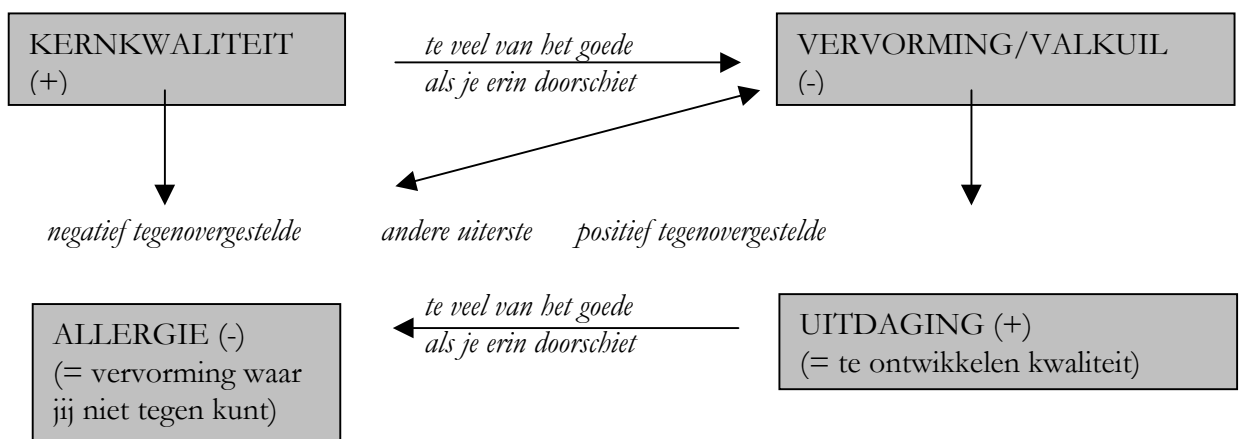 KERNKWALITEIT
(+)
te veel van het goede
als je erin doorschiet
VERVORMING/VALKUIL
(-)
negatief tegenovergestelde
andere uiterste
positief tegenovergestelde
ALLERGIE (-)
(= vervorming waar
jij niet tegen kunt)
te veel van het goede
als je erin doorschiet
UITDAGING (+)
(= te ontwikkelen kwaliteit)